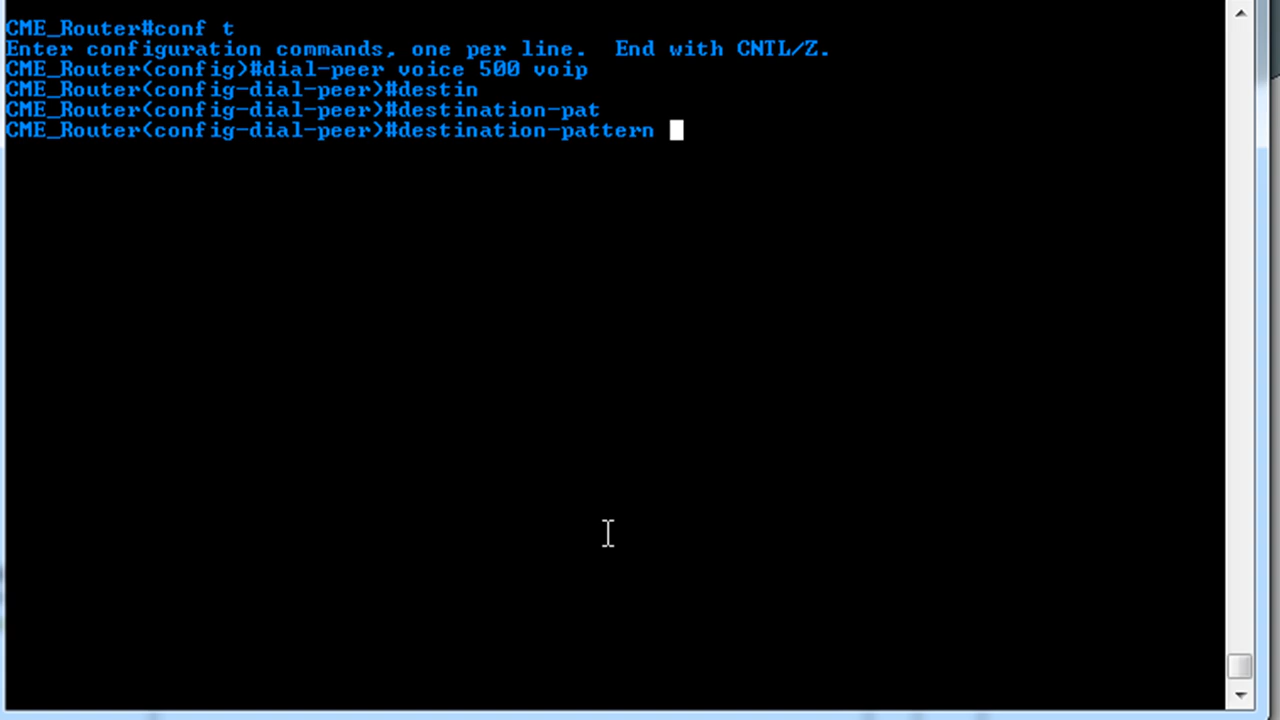 CME_Router#conf t
Enter configuration commands, one per line.  End with CNTL/Z.
CME_Router(config)#dial-peer voice 500 voip
CME_Router(config-dial-peer)#destin
CME_Router(config-dial-peer)#destination-pat
CME_Router(config-dial-peer)#destination-pattern